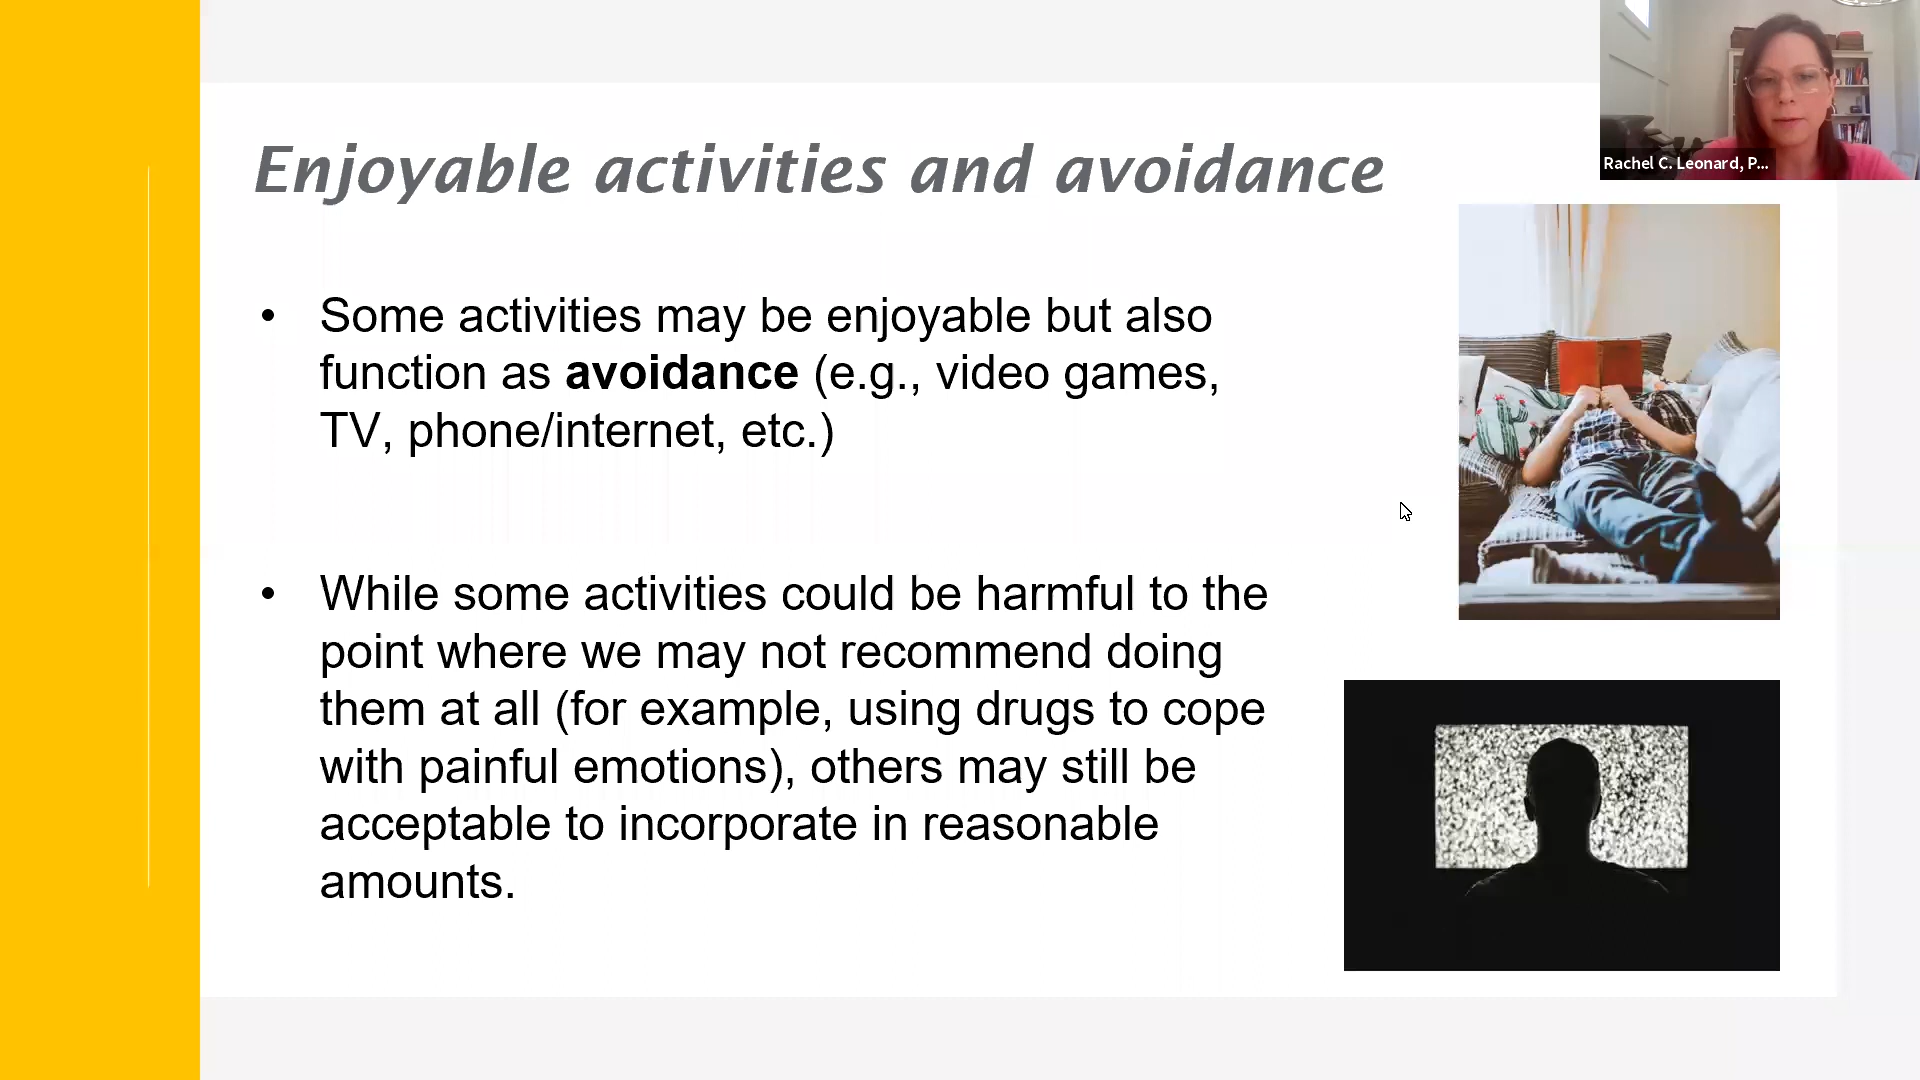 Enjoyable activities and avoidance
• Some activities may be enjoyable but also
function as avoidance (e.g., video games,
TV, phone/internet, etc.)
• While some activities could be harmful to the
point where we may not recommend doing
them at all (for example, using drugs to cope
with painful emotions), others may still be
acceptable to incorporate in reasonable
amounts.
Rachel C. Leonard, P...